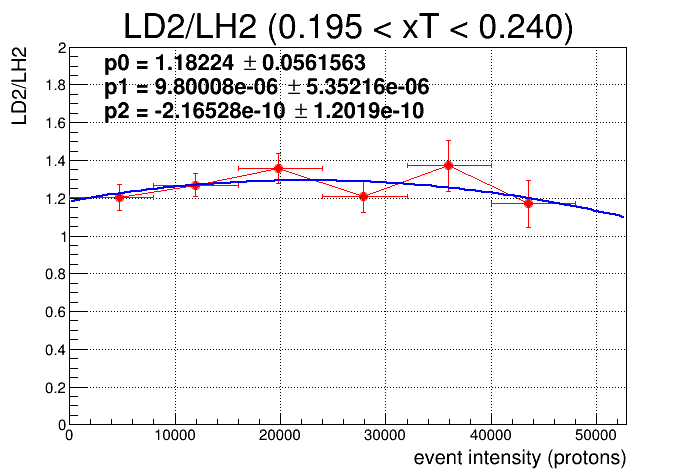 LD2/LH2 (0.195 < xT < 0.240)
LD2/LH2
p0 = 1.18224 ± 0.0561563
p1 = 9.80008e-06 ± 5.35216e-06
p2 = -2.16528e-10 ± 1.2019e-10
2
1.8
1.6
1.4
1.2
1
0.8
0.6
0.4
0.2
0
0 10000 20000 30000 40000 50000
event intensity (protons)